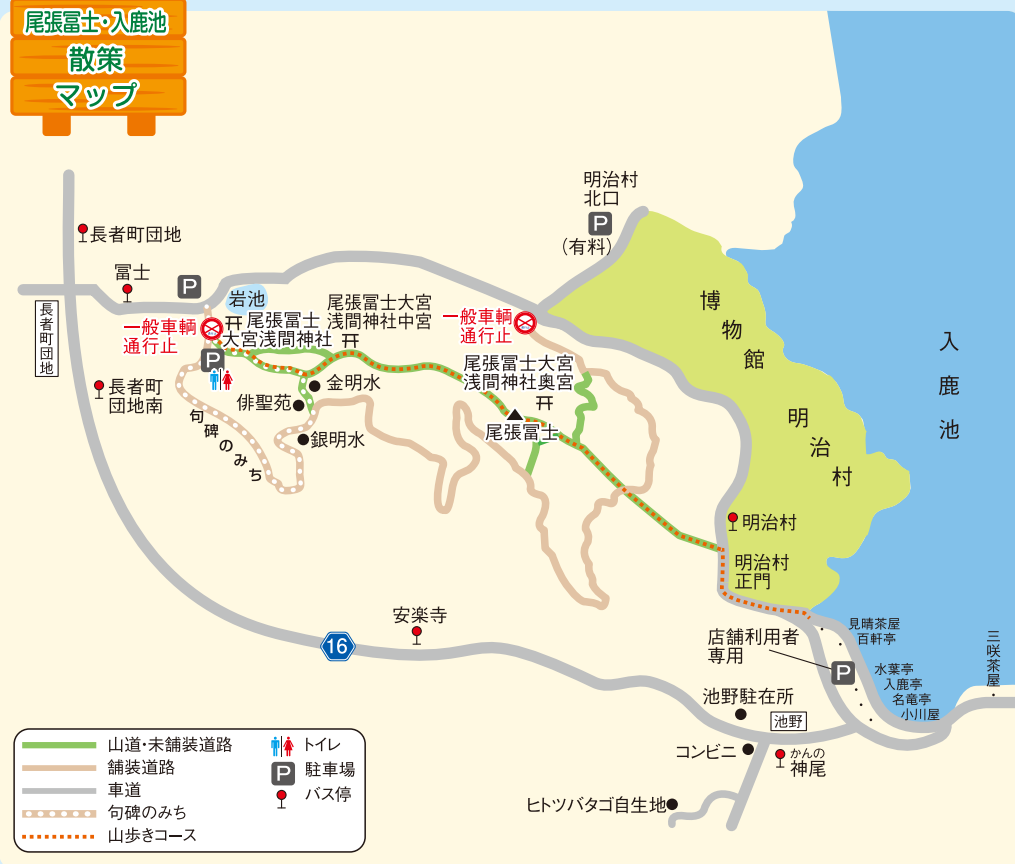 尾張冨士・入鹿池
散策
マップ
明治村
北口
P
(有料)
長者町団地
冨士
P
岩池
長者町団地
一般車輌
通行止
尾張冨士
大宮浅間神社
尾張冨士大宮
浅間神社中宮
一般車輌
通行止
P
尾張冨士大宮
浅間神社奥宮
長者町
団地南
金明水
俳聖苑
銀明水
句碑のみち
尾張冨士
博物館
明治村
入鹿池
明治村
明治村
正門
安楽寺
16
店舗利用者
専用
P
見晴茶屋
百軒亭
水葉亭
入鹿亭
名竜亭
小川屋
三咲茶屋
池野駐在所
池野
コンビニ
かんの
神尾
ヒトツバタゴ自生地
山道・未舗装道路
舗装道路
車道
句碑のみち
山歩きコース
トイレ
P
駐車場
バス停